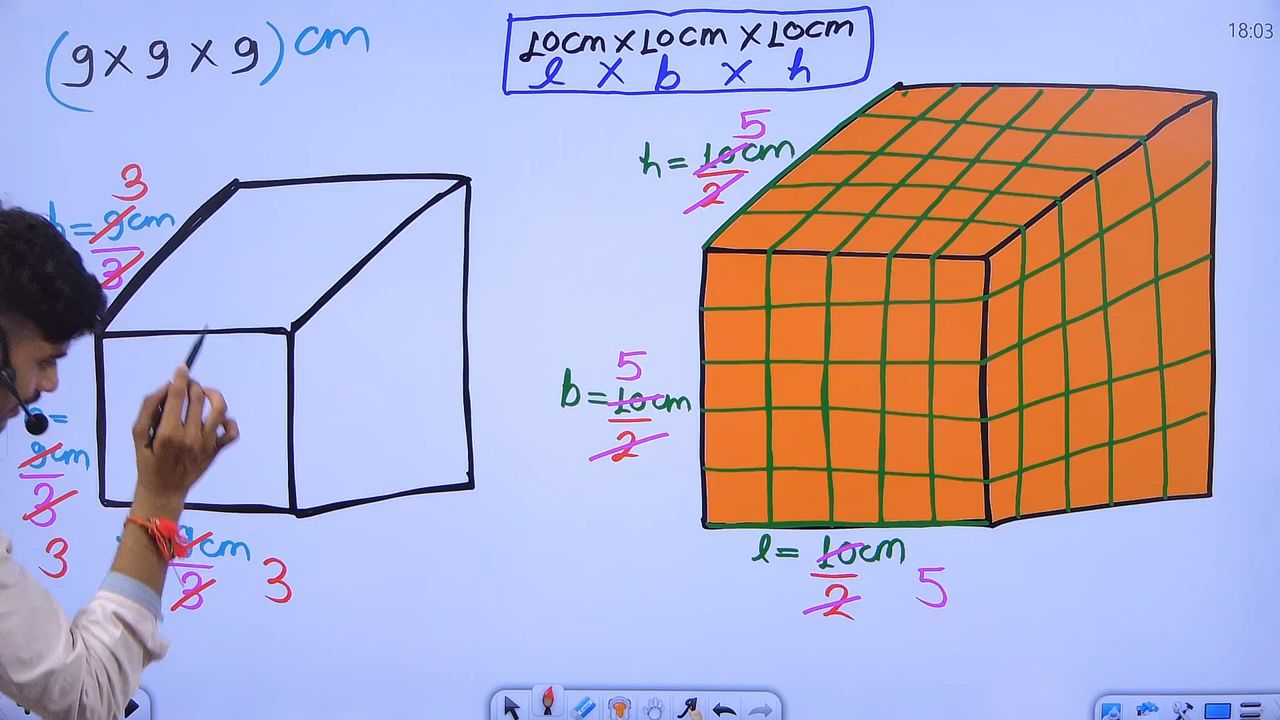 (9 x 9 x 9) cm
10cm x 10cm x 10cm
l x b x h
18:03
3
h = 9cm
3
5
h = 10cm
2
5
b = 10cm
2
=
9cm
3
3
9cm
3
3
l = 10cm
2
5